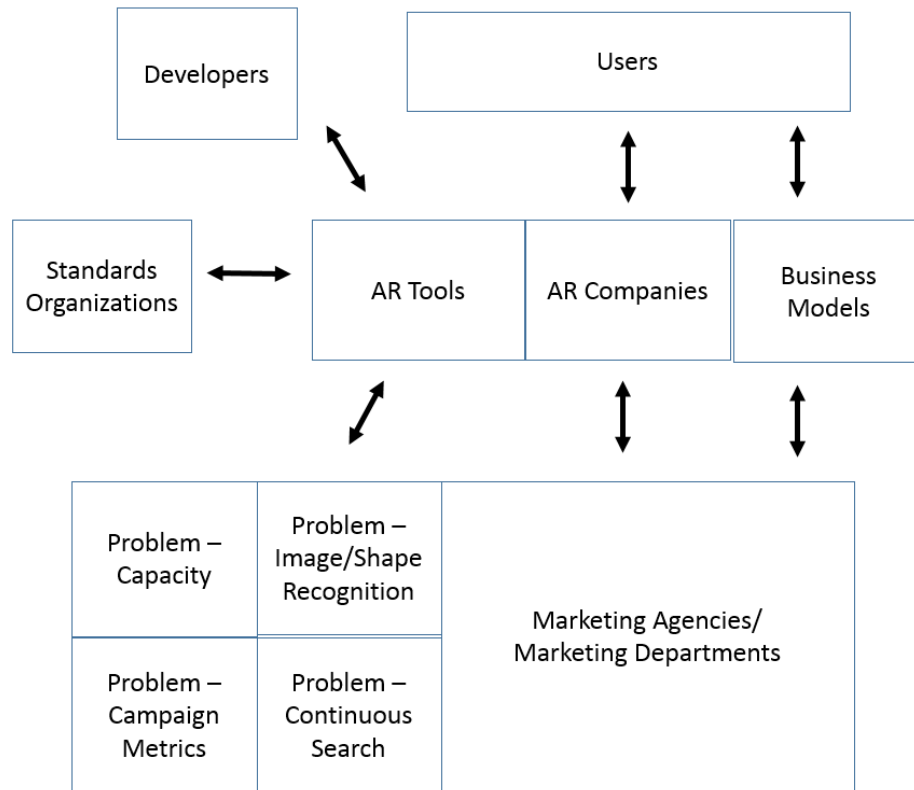 Developers
Users
Standards
Organizations
AR Tools
AR Companies
Business
Models
Problem –
Capacity
Problem –
Image/Shape
Recognition
Marketing Agencies/
Marketing Departments
Problem –
Campaign
Metrics
Problem –
Continuous
Search